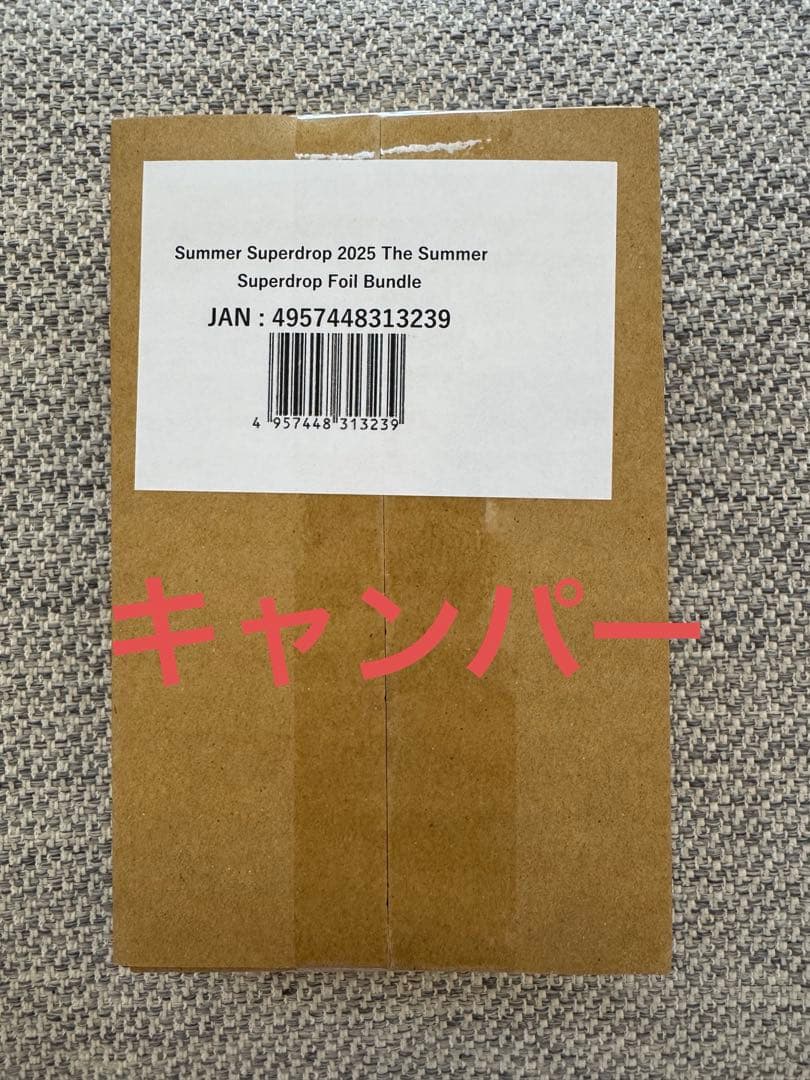 Summer Superdrop 2025 The Summer
Superdrop Foil Bundle
JAN : 4957448313239
4 957448 313239
キャンパー